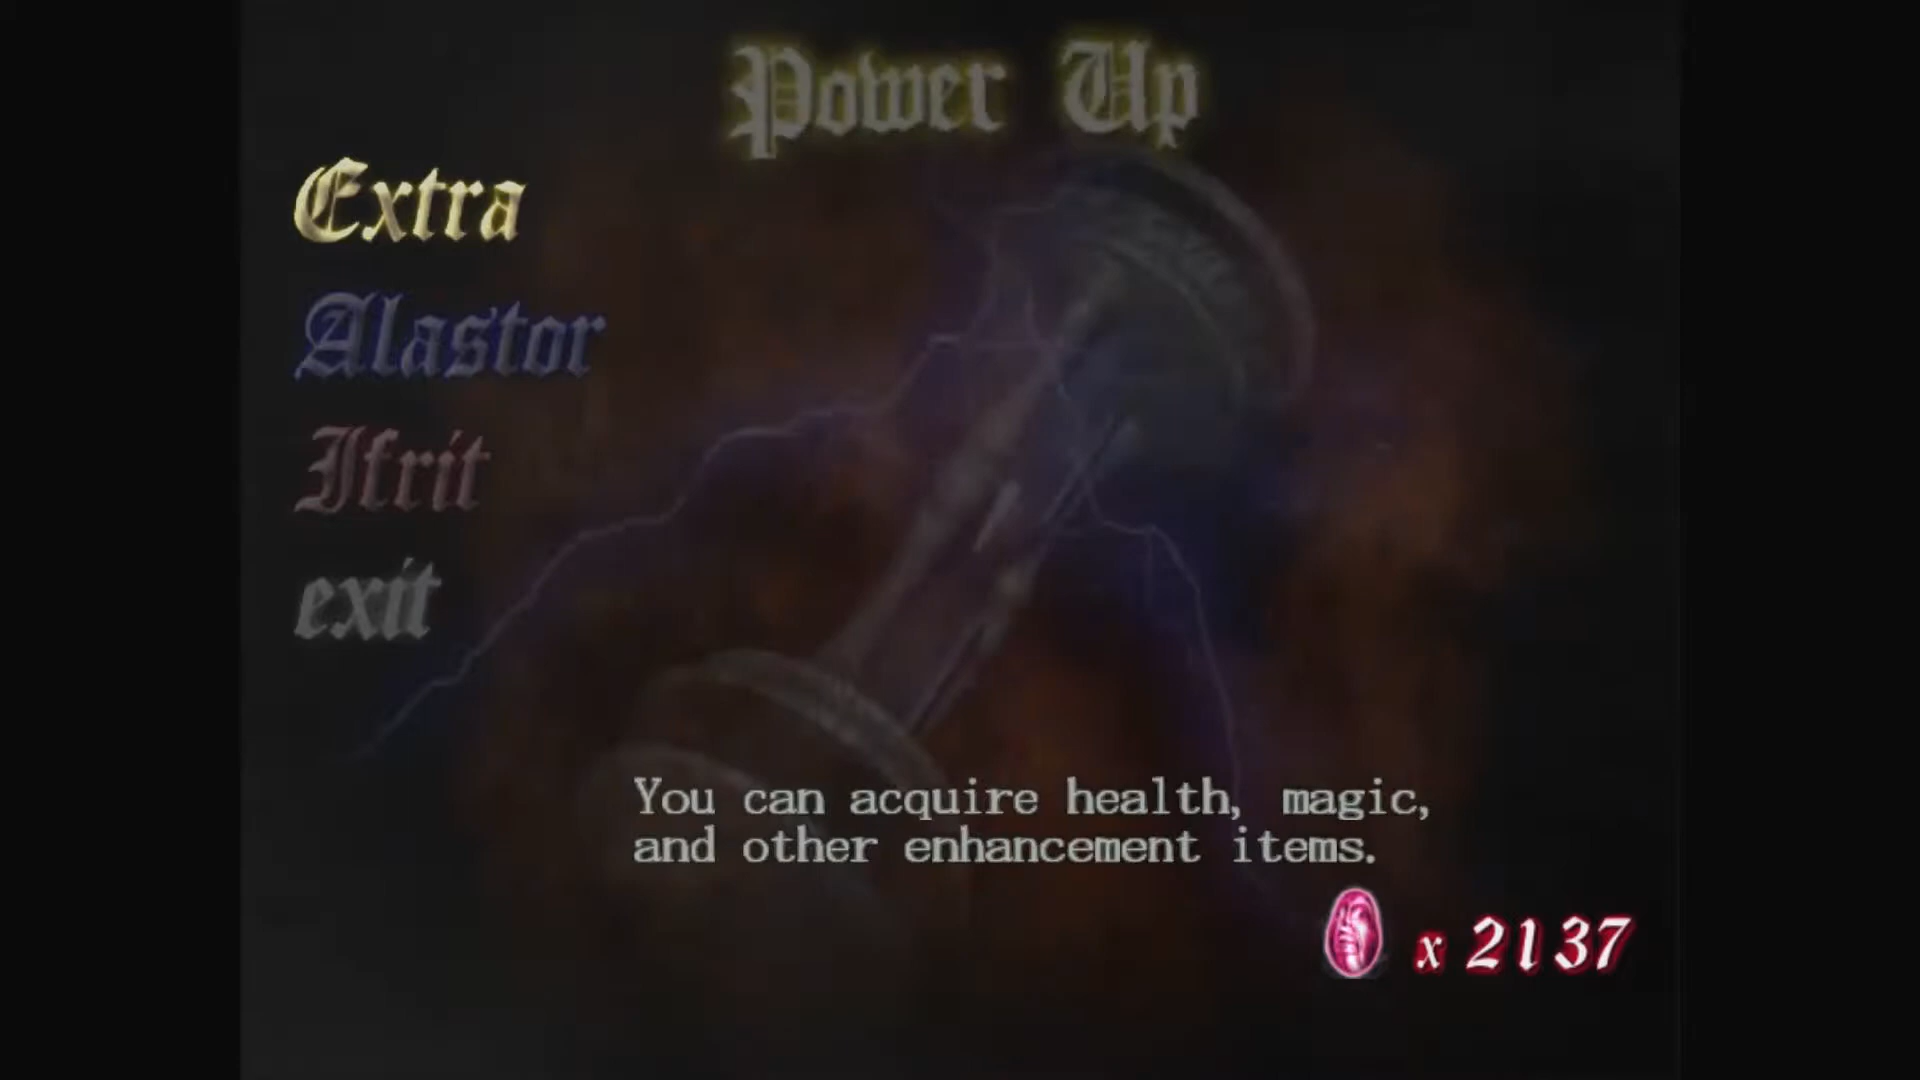 Power Up
Extra
Alastor
Ifrit
exit
You can acquire health, magic,
and other enhancement items.
x 2137